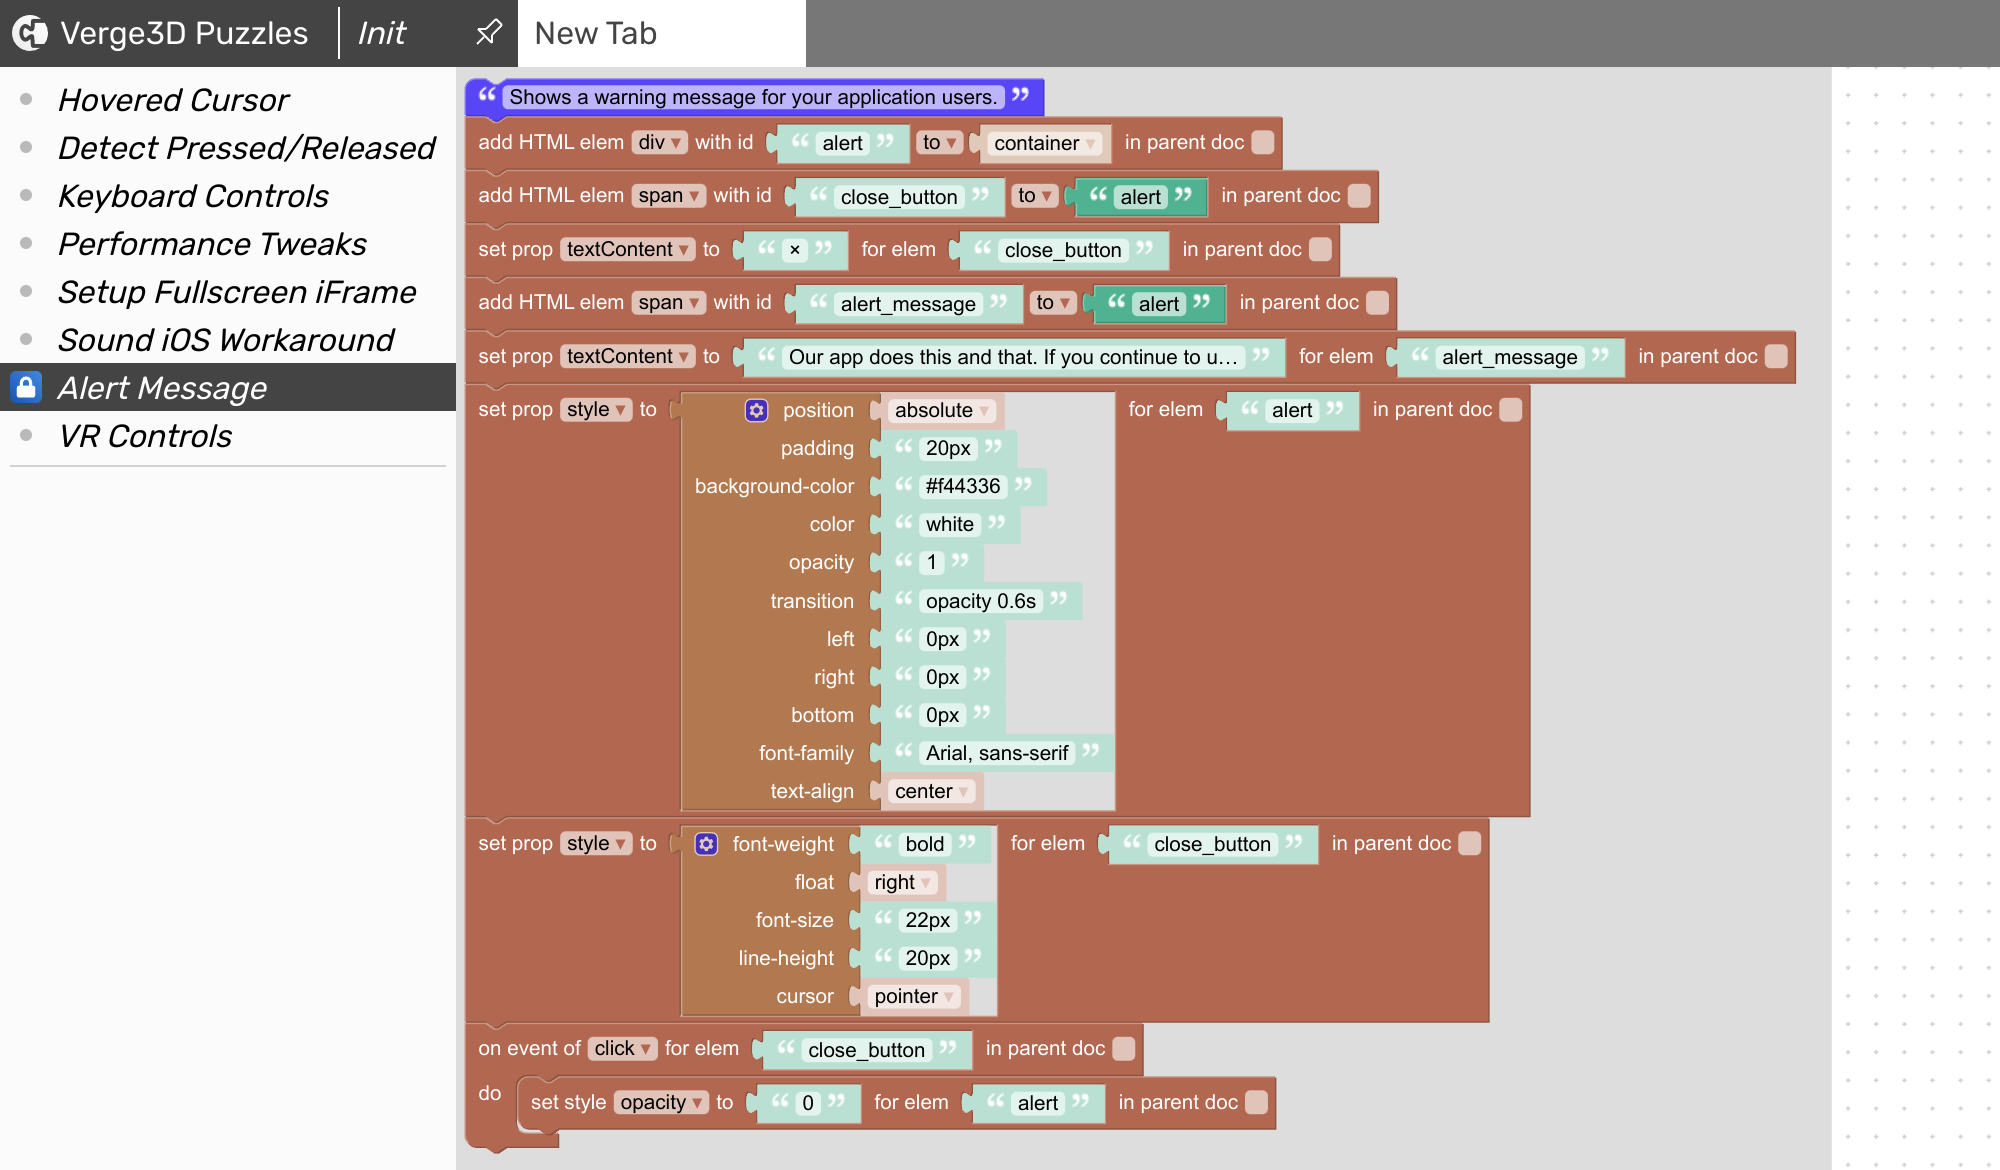 Verge3D Puzzles
Init
New Tab
Hovered Cursor
Detect Pressed/Released
Keyboard Controls
Performance Tweaks
Setup Fullscreen iFrame
Sound iOS Workaround
Alert Message
VR Controls
“ Shows a warning message for your application users. ”
add HTML elem div ▾ with id “ alert ” to ▾ container ▾ in parent doc
add HTML elem span ▾ with id “ close_button ” to ▾ “ alert ” in parent doc
set prop textContent ▾ to “ × ” for elem “ close_button ” in parent doc
add HTML elem span ▾ with id “ alert_message ” to ▾ “ alert ” in parent doc
set prop textContent ▾ to “ Our app does this and that. If you continue to u… ” for elem “ alert_message ” in parent doc
set prop style ▾ to position absolute ▾ for elem “ alert ” in parent doc
padding “ 20px ”
background-color “ #f44336 ”
color “ white ”
opacity “ 1 ”
transition “ opacity 0.6s ”
left “ 0px ”
right “ 0px ”
bottom “ 0px ”
font-family “ Arial, sans-serif ”
text-align center ▾
set prop style ▾ to font-weight “ bold ” for elem “ close_button ” in parent doc
float right ▾
font-size “ 22px ”
line-height “ 20px ”
cursor pointer ▾
on event of click ▾ for elem “ close_button ” in parent doc
do set style opacity ▾ to “ 0 ” for elem “ alert ” in parent doc